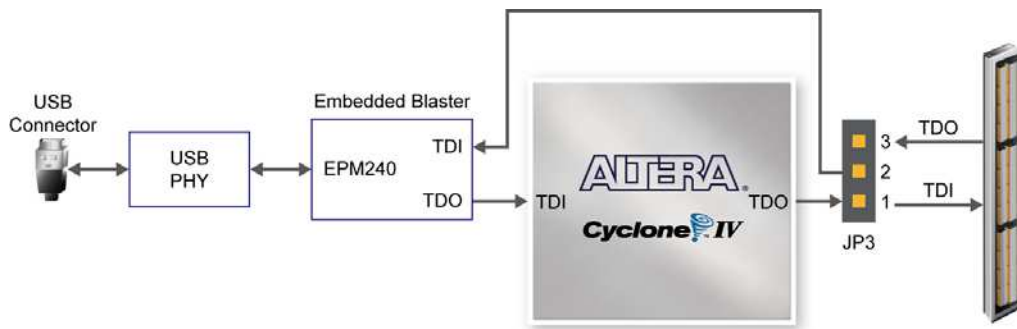 USB
Connector
USB
PHY
Embedded Blaster
TDI
EPM240
TDO
TDI
ALTERA®
Cyclone IV
TDO
3
2
1
JP3
TDO
TDI